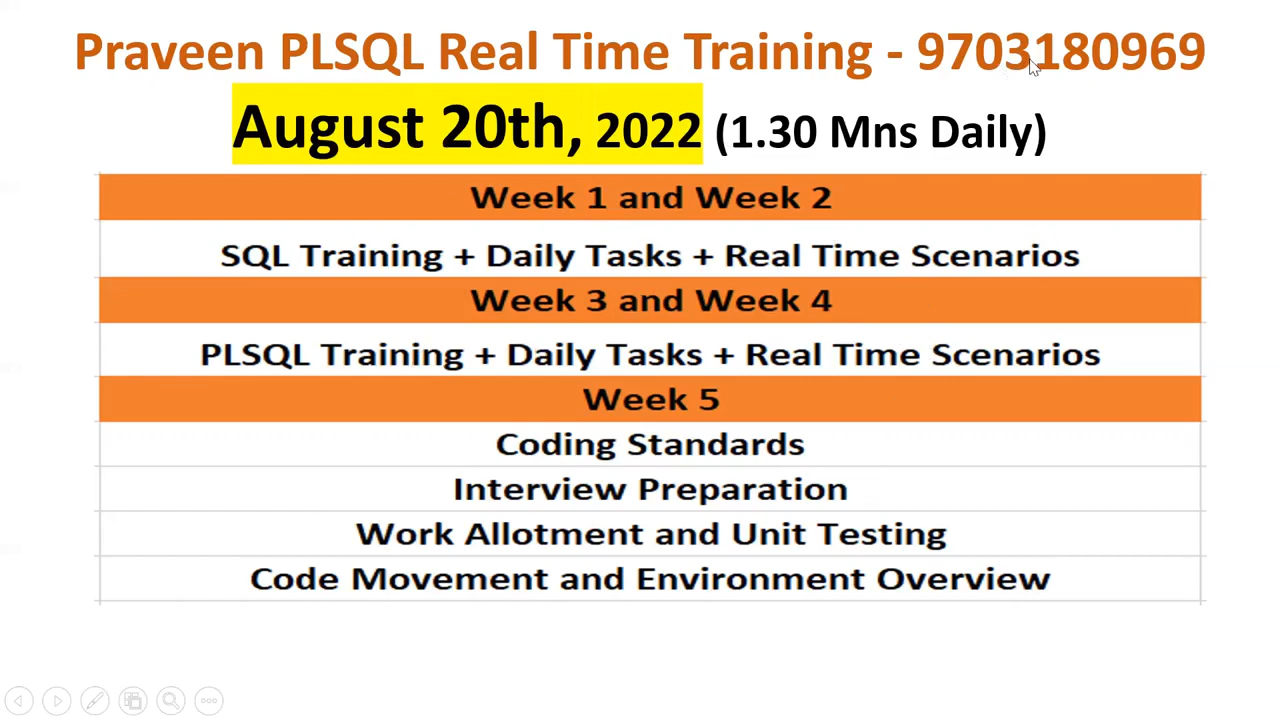 Praveen PLSQL Real Time Training - 9703180969
August 20th, 2022 (1.30 Mns Daily)
Week 1 and Week 2
SQL Training + Daily Tasks + Real Time Scenarios
Week 3 and Week 4
PLSQL Training + Daily Tasks + Real Time Scenarios
Week 5
Coding Standards
Interview Preparation
Work Allotment and Unit Testing
Code Movement and Environment Overview